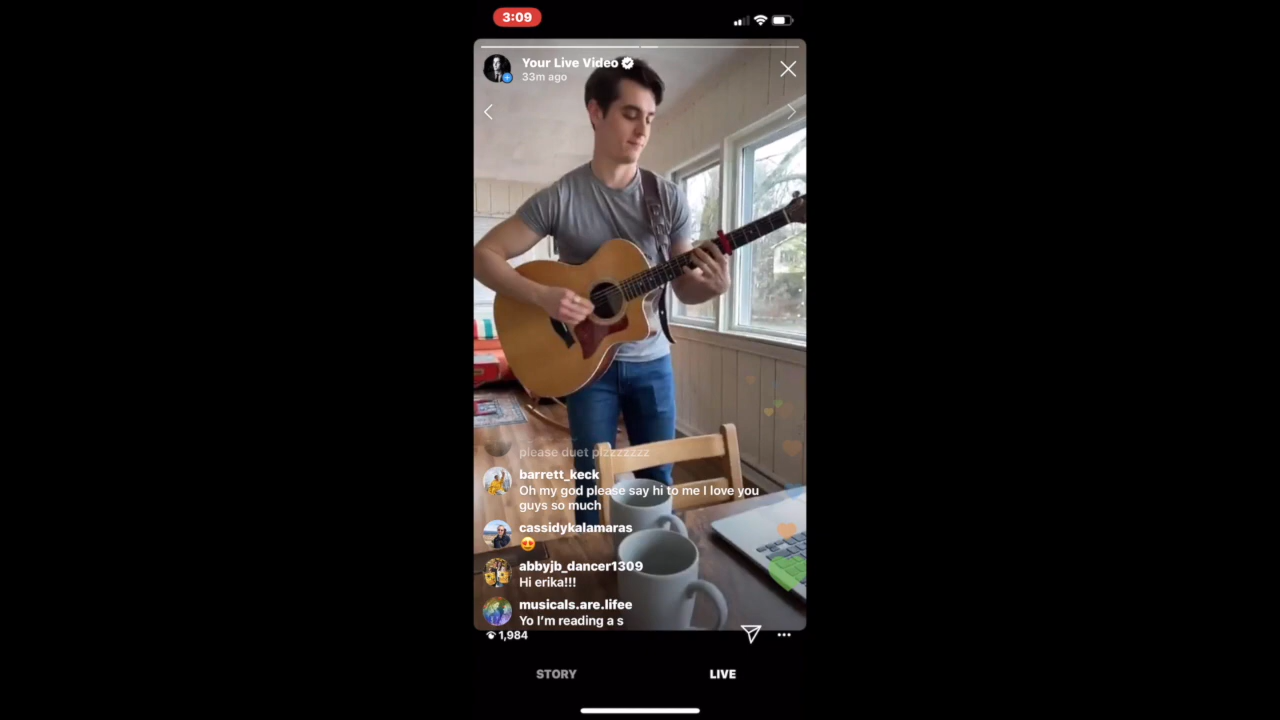 3:09
Your Live Video
33m ago
please duet plzzzzzzz
barrett_keck
Oh my god please say hi to me I love you
guys so much
cassidykalamaras
😍
abbyjb_dancer1309
Hi erika!!!
musicals.are.lifee
Yo I’m reading a s
1,984
STORY
LIVE